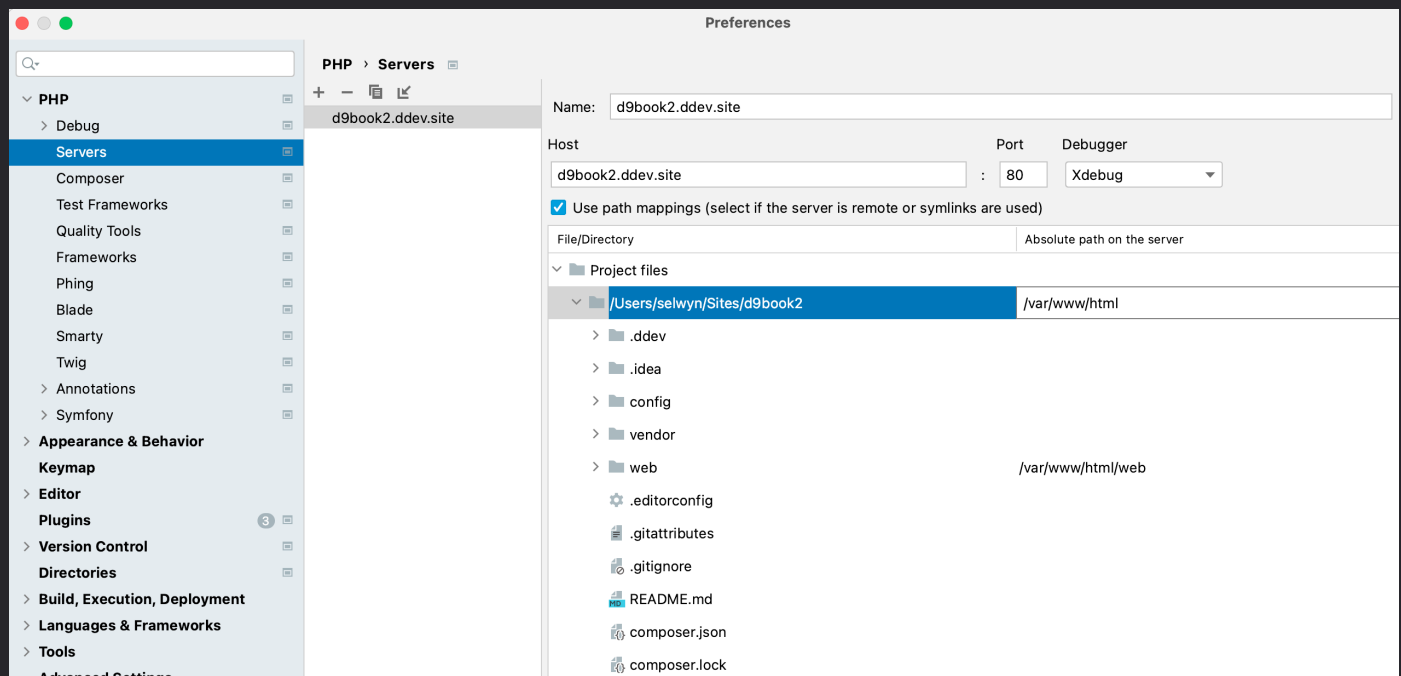 Preferences
PHP
Debug
Servers
Composer
Test Frameworks
Quality Tools
Frameworks
Phing
Blade
Smarty
Twig
Annotations
Symfony
Appearance & Behavior
Keymap
Editor
Plugins 3
Version Control
Directories
Build, Execution, Deployment
Languages & Frameworks
Tools
Advanced Settings
PHP › Servers
d9book2.ddev.site
Name: d9book2.ddev.site
Host Port Debugger
d9book2.ddev.site : 80 Xdebug
Use path mappings (select if the server is remote or symlinks are used)
File/Directory Absolute path on the server
Project files
/Users/selwyn/Sites/d9book2 /var/www/html
.ddev
.idea
config
vendor
web /var/www/html/web
.editorconfig
.gitattributes
.gitignore
MD README.md
composer.json
composer.lock